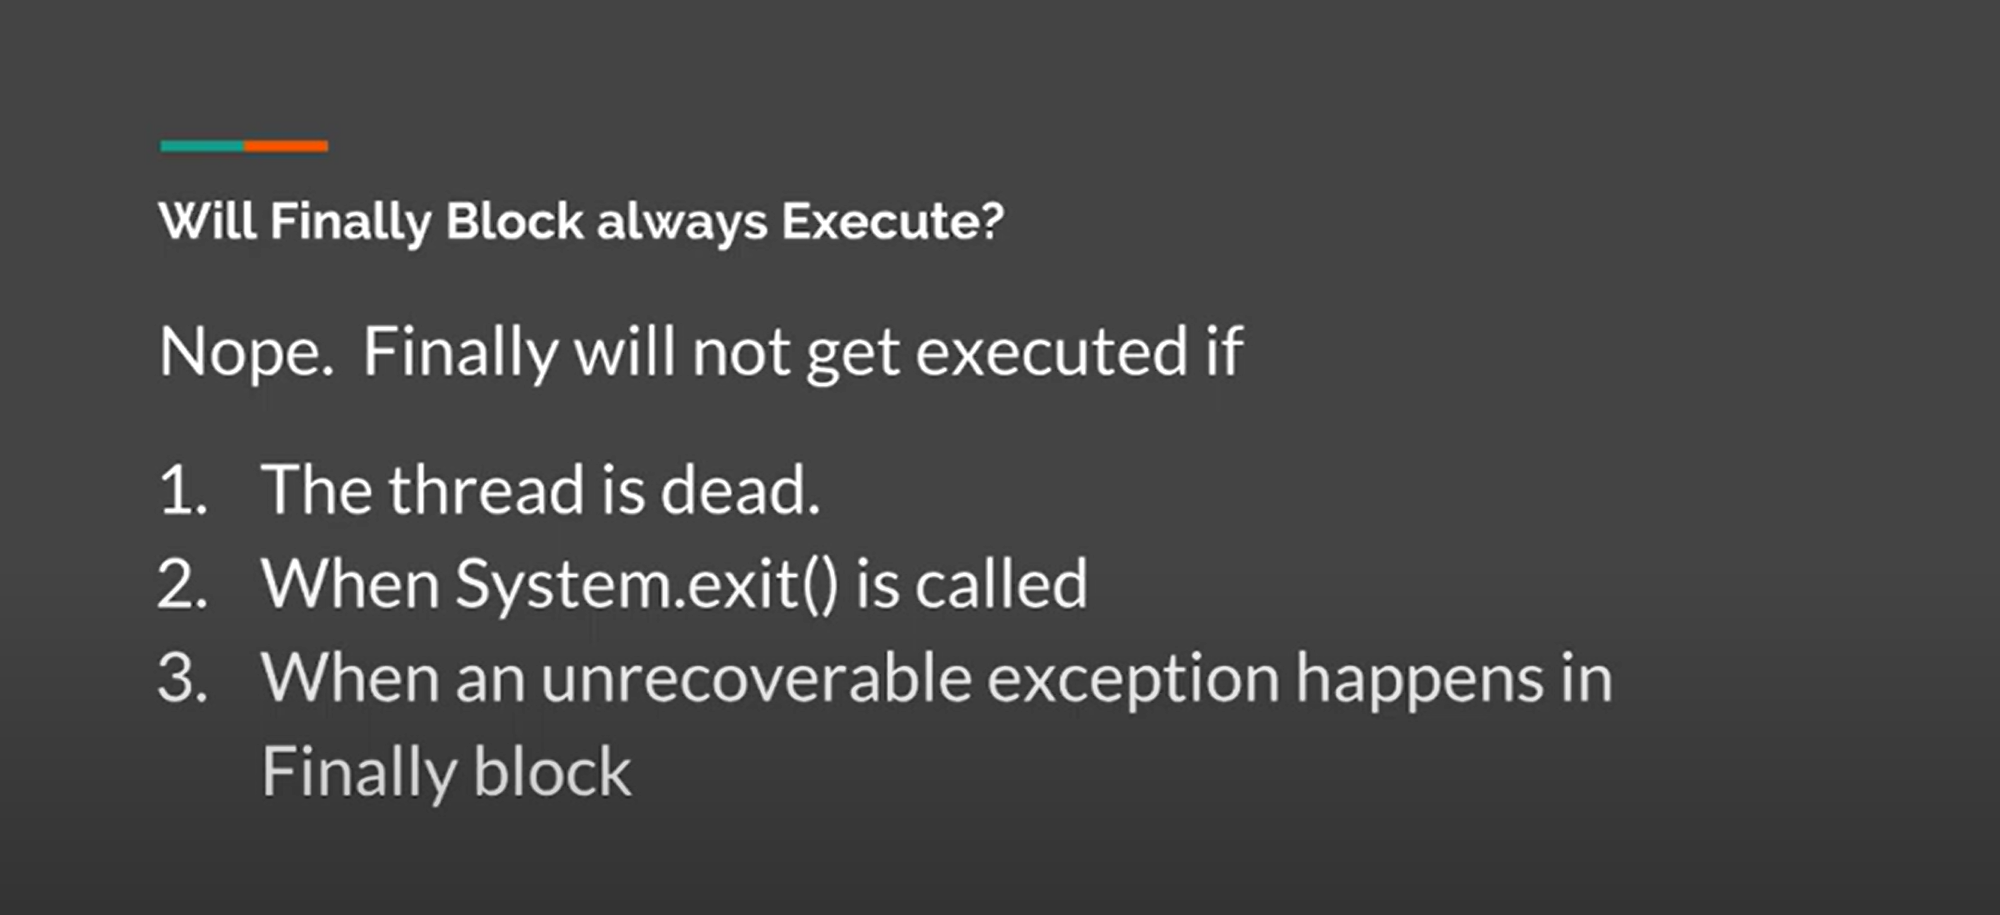 Will Finally Block always Execute?
Nope. Finally will not get executed if
1. The thread is dead.
2. When System.exit() is called
3. When an unrecoverable exception happens in
Finally block